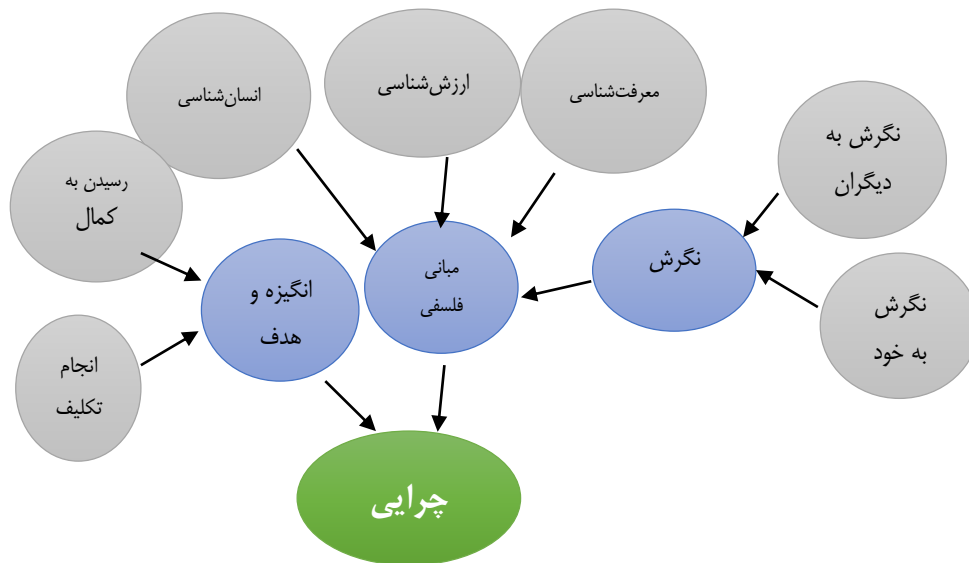 معرفت‌شناسی
ارزش‌شناسی
انسان‌شناسی
نگرش به
دیگران
رسیدن به
کمال
نگرش
مبانی
فلسفی
انگیزه و
هدف
نگرش
به خود
انجام
تکلیف
چرایی